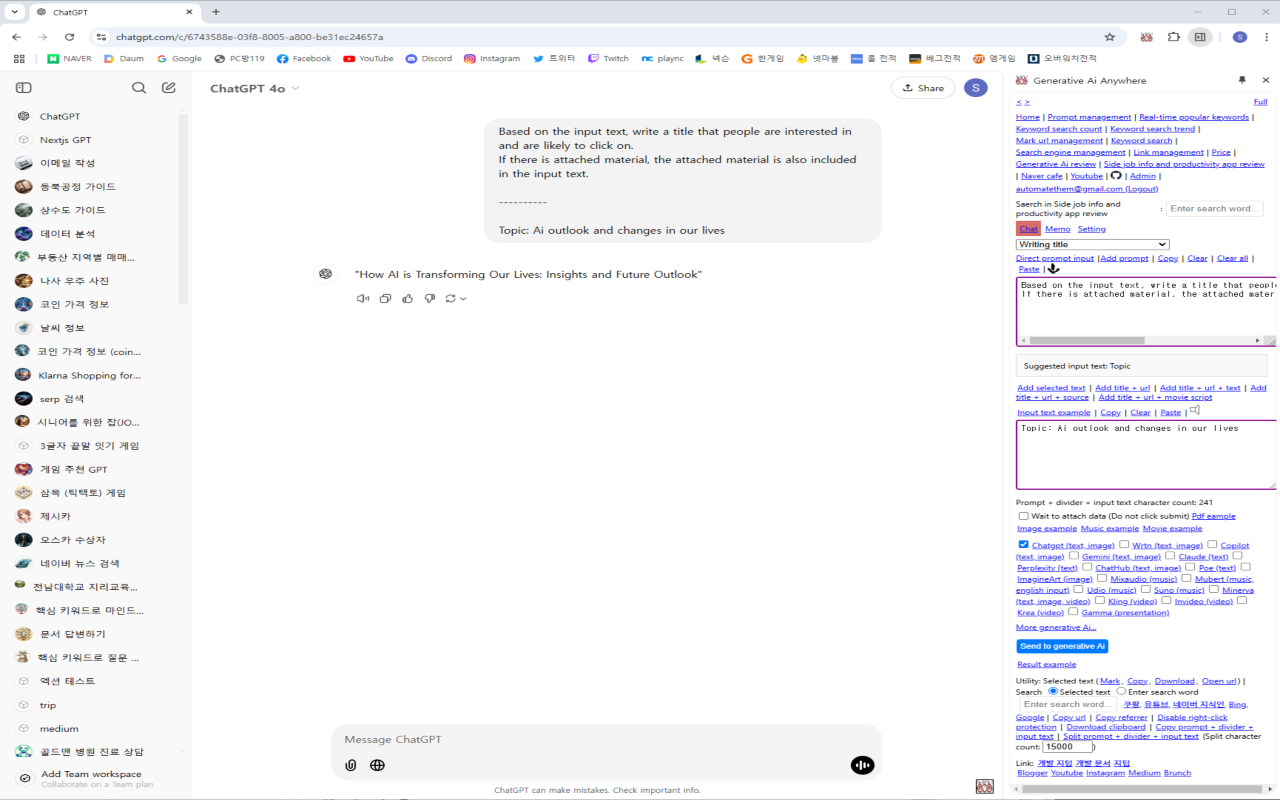 ChatGPT
chatgpt.com/c/6743588e-03f8-8005-a800-be31ec24657a
S
NAVER
Daum
Google
PC방119
Facebook
YouTube
Discord
Instagram
트위터
Twitch
plaync
넥슨
한게임
넷마블
롤 전적
배그전적
엠게임
오버워치전적
ChatGPT
Nextjs GPT
이메일 작성
동북공정 가이드
상수도 가이드
데이터 분석
부동산 지역별 매매...
나사 우주 사진
코인 가격 정보
날씨 정보
코인 가격 정보 (coin...
Klarna Shopping for...
serp 검색
시니어를 위한 잡(JO...
3글자 끝말 잇기 게임
게임 추천 GPT
삼목 (틱택토) 게임
제시카
오스카 수상자
네이버 뉴스 검색
전남대학교 지리교육...
핵심 키워드로 마인드...
문서 답변하기
핵심 키워드로 질문 ...
액션 테스트
trip
medium
골드맨 병원 진료 상담
Add Team workspace
Collaborate on a Team plan
ChatGPT 4o
Share
S
Based on the input text, write a title that people are interested in
and are likely to click on.
If there is attached material, the attached material is also included
in the input text.
----------
Topic: Ai outlook and changes in our lives
"How AI is Transforming Our Lives: Insights and Future Outlook"
Message ChatGPT
ChatGPT can make mistakes. Check important info.
Generative Ai Anywhere
< >
Full
Home | Prompt management | Real-time popular keywords |
Keyword search count | Keyword search trend |
Mark url management | Keyword search |
Search engine management | Link management | Price |
Generative Ai review | Side job info and productivity app review
| Naver cafe | Youtube | | Admin |
automatethem@gmail.com (Logout)
Saerch in Side job info and
productivity app review
: Enter search word...
Chat Memo Setting
Writing title
Direct prompt input |Add prompt | Copy | Clear | Clear all |
Paste |
Based on the input text, write a title that peopl
If there is attached material, the attached mater
Suggested input text: Topic
Add selected text | Add title + url | Add title + url + text | Add
title + url + source | Add title + url + movie script
Input text example | Copy | Clear | Paste |
Topic: Ai outlook and changes in our lives
Prompt + divider + input text character count: 241
Wait to attach data (Do not click submit) Pdf eample
Image example Music example Movie example
Chatgpt (text, image) Wrtn (text, image) Copilot
(text, image) Gemini (text, image) Claude (text)
Perplexity (text) ChatHub (text, image) Poe (text)
ImagineArt (image) Mixaudio (music) Mubert (music,
english input) Udio (music) Suno (music) Minerva
(text, image, video) Kling (video) Invideo (video)
Krea (video) Gamma (presentation)
More generative Ai...
Send to generative Ai
Result example
Utility: Selected text (Mark, Copy, Download, Open url) |
Search Selected text Enter search word
Enter search word... 쿠팡, 유튜브, 네이버 지식인, Bing,
Google | Copy url | Copy referrer | Disable right-click
protection | Download clipboard | Copy prompt + divider +
input text | Split prompt + divider + input text (Split character
count: 15000)
Link: 개발 지팁 개발 문서 지팁
Blogger Youtube Instagram Medium Brunch